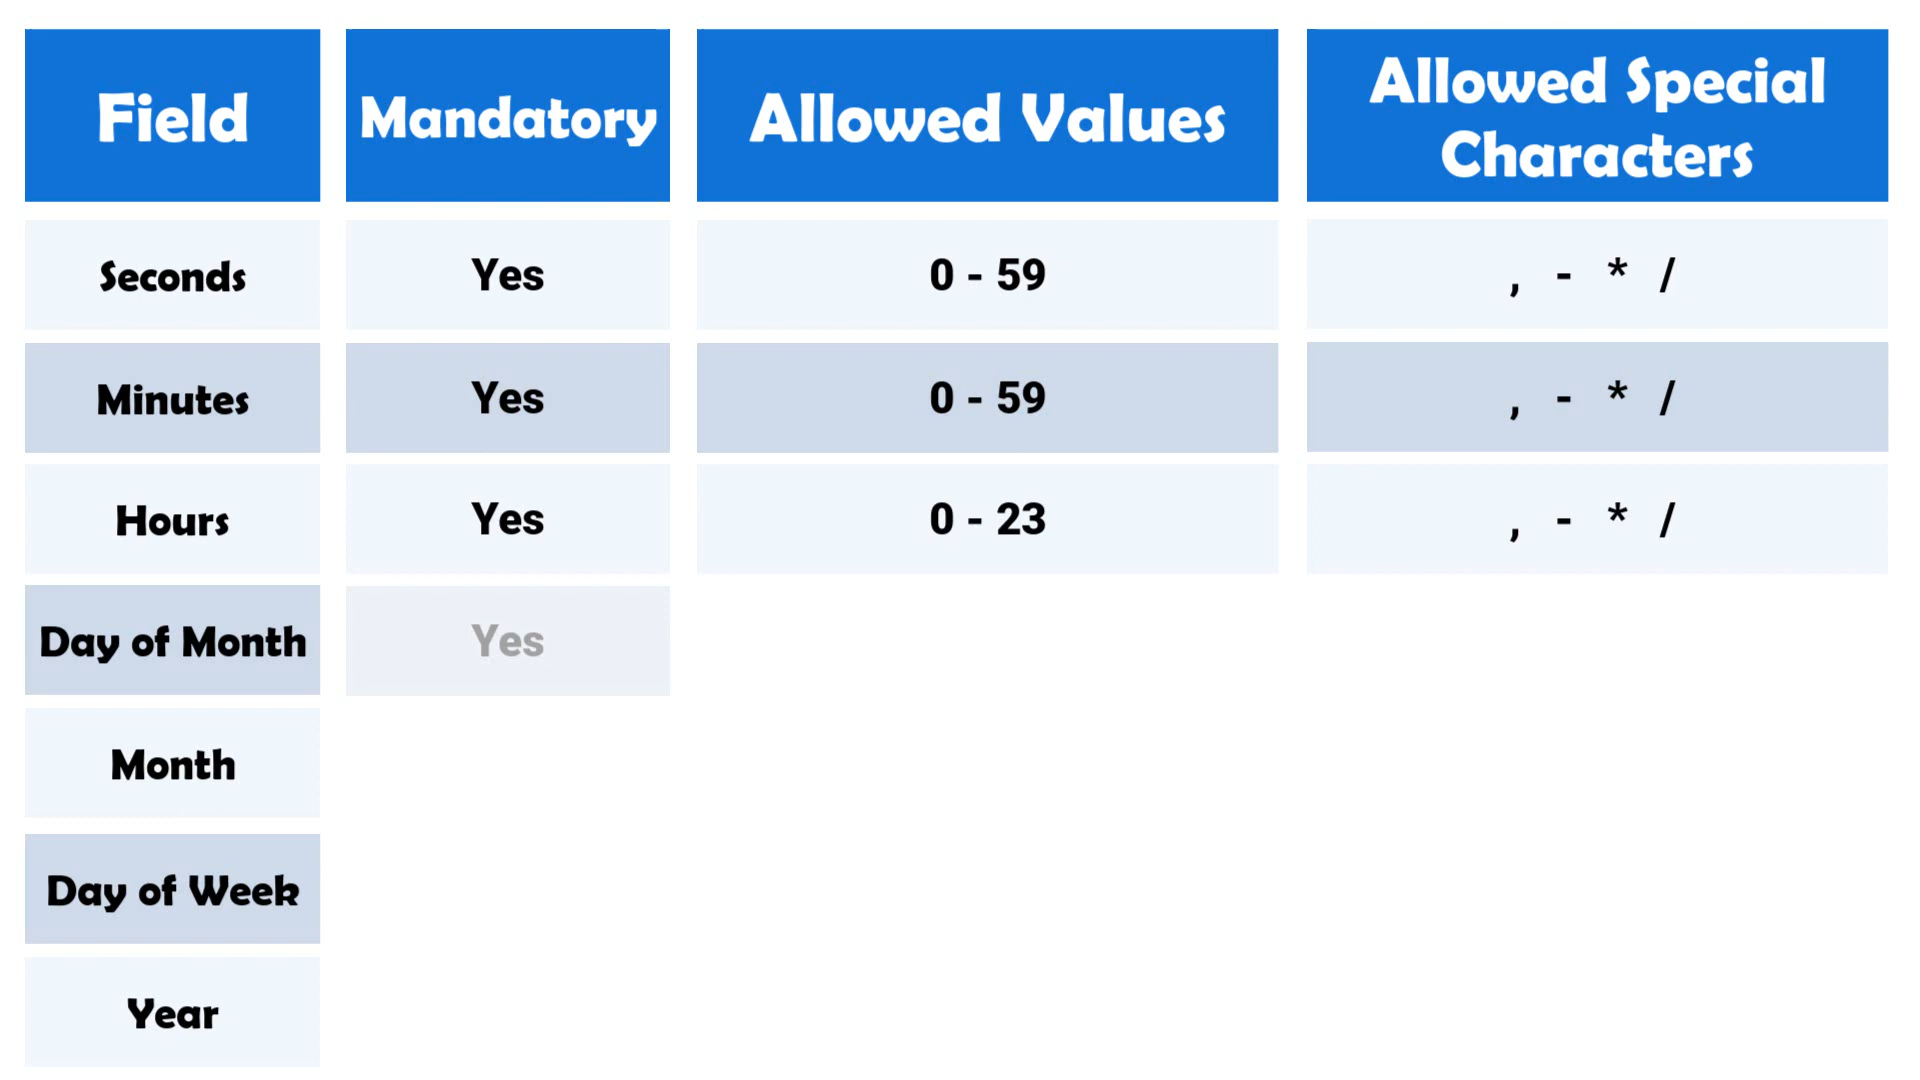 Field Mandatory Allowed Values Allowed Special
Characters
Seconds Yes 0 - 59 , - * /
Minutes Yes 0 - 59 , - * /
Hours Yes 0 - 23 , - * /
Day of Month Yes
Month
Day of Week
Year